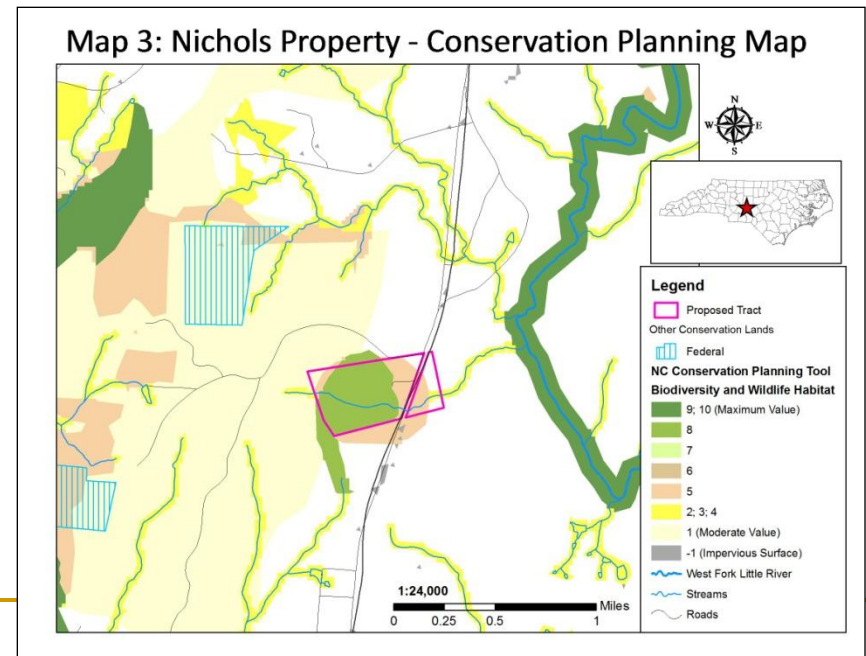 Map 3: Nichols Property - Conservation Planning Map
N
W E
S
Legend
Proposed Tract
Other Conservation Lands
Federal
NC Conservation Planning Tool
Biodiversity and Wildlife Habitat
9; 10 (Maximum Value)
8
7
6
5
2; 3; 4
1 (Moderate Value)
-1 (Impervious Surface)
West Fork Little River
Streams
Roads
1:24,000
Miles
0 0.25 0.5 1